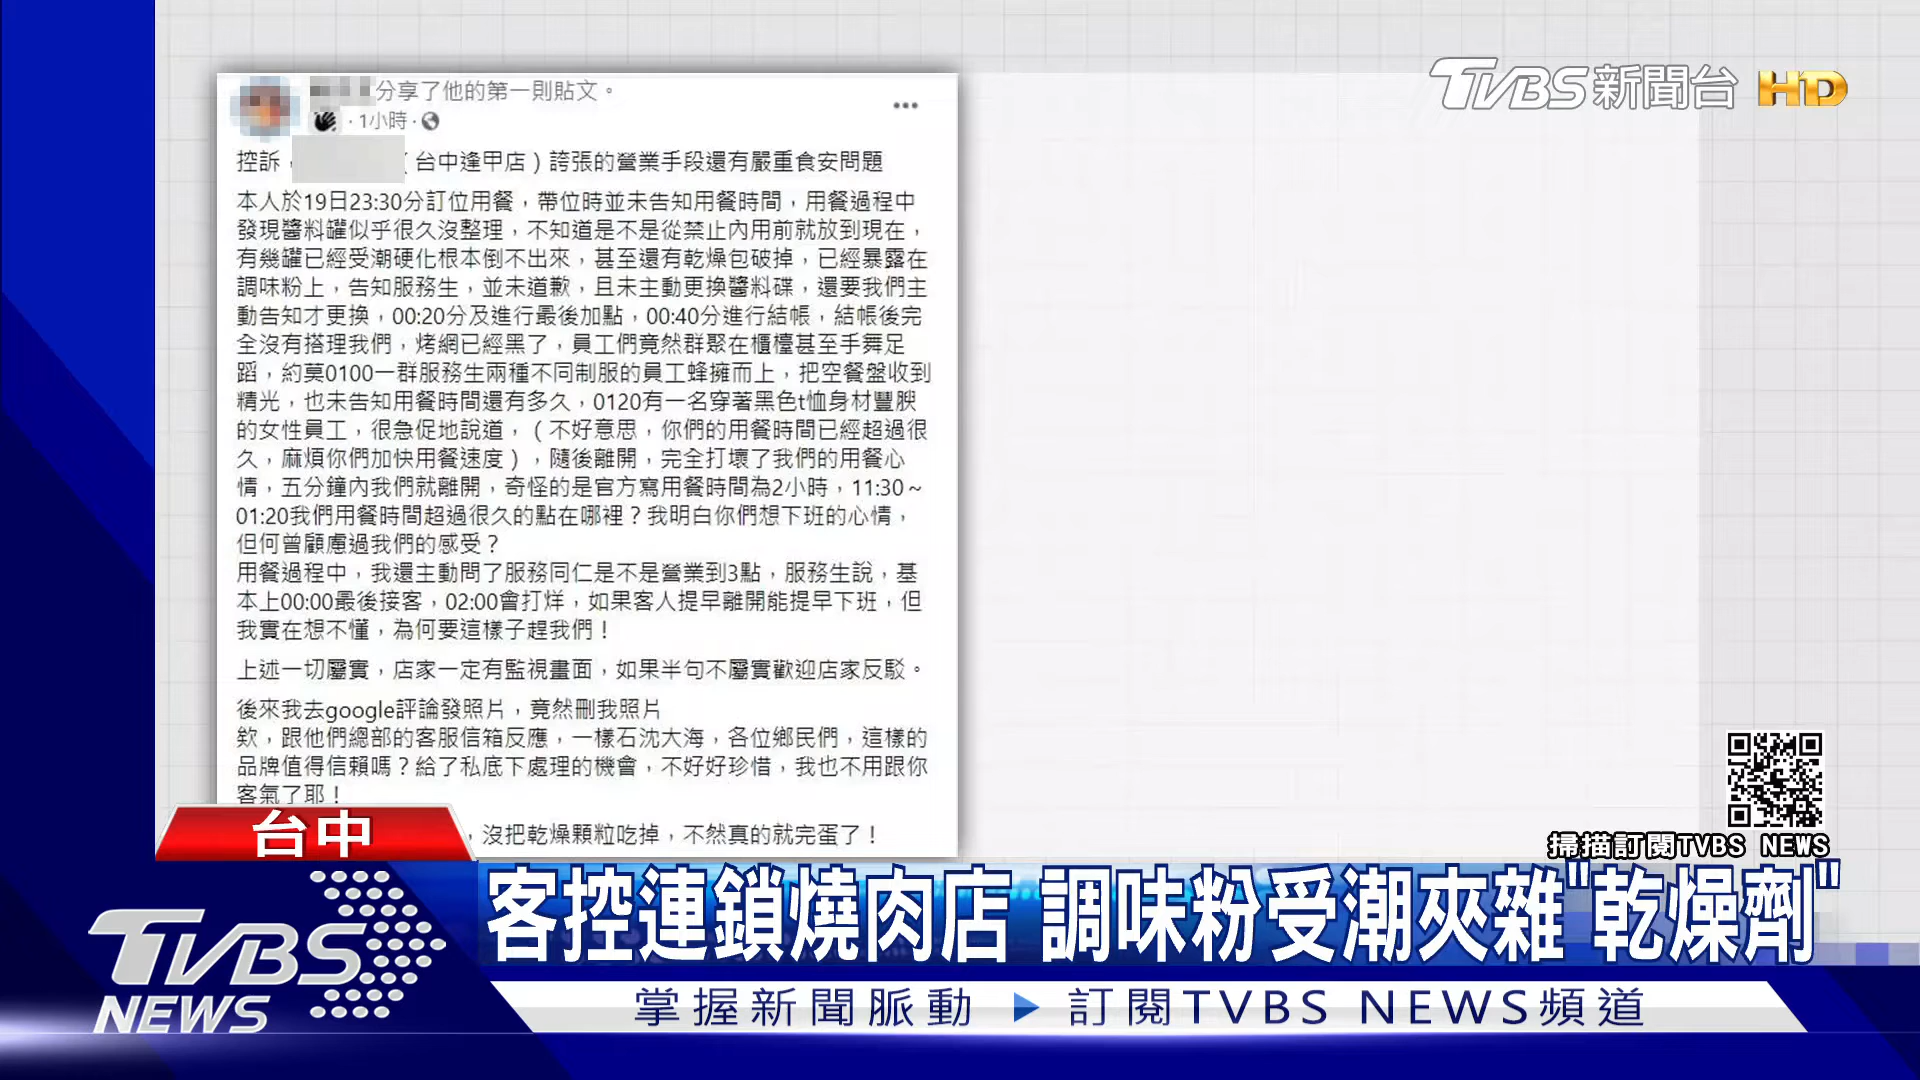 TVBS新聞台 HD
分享了他的第一則貼文。
· 1小時 ·
控訴，（台中逢甲店）誇張的營業手段還有嚴重食安問題
本人於19日23:30分訂位用餐，帶位時並未告知用餐時間，用餐過程中
發現醬料罐似乎很久沒整理，不知道是不是從禁止內用前就放到現在，
有幾罐已經受潮硬化根本倒不出來，甚至還有乾燥包破掉，已經暴露在
調味粉上，告知服務生，並未道歉，且未主動更換醬料碟，還要我們主
動告知才更換，00:20分及進行最後加點，00:40分進行結帳，結帳後完
全沒有搭理我們，烤網已經黑了，員工們竟然群聚在櫃檯甚至手舞足
蹈，約莫0100一群服務生兩種不同制服的員工蜂擁而上，把空餐盤收到
精光，也未告知用餐時間還有多久，0120有一名穿著黑色t恤身材豐腴
的女性員工，很急促地說道，（不好意思，你們的用餐時間已經超過很
久，麻煩你們加快用餐速度），隨後離開，完全打壞了我們的用餐心
情，五分鐘內我們就離開，奇怪的是官方寫用餐時間為2小時，11:30～
01:20我們用餐時間超過很久的點在哪裡？我明白你們想下班的心情，
但何曾顧慮過我們的感受？
用餐過程中，我還主動問了服務同仁是不是營業到3點，服務生說，基
本上00:00最後接客，02:00會打烊，如果客人提早離開能提早下班，但
我實在想不懂，為何要這樣子趕我們！
上述一切屬實，店家一定有監視畫面，如果半句不屬實歡迎店家反駁。
後來我去google評論發照片，竟然刪我照片
欸，跟他們總部的客服信箱反應，一樣石沈大海，各位鄉民們，這樣的
品牌值得信賴嗎？給了私底下處理的機會，不好好珍惜，我也不用跟你
客氣了耶！
，沒把乾燥顆粒吃掉，不然真的就完蛋了！
掃描訂閱TVBS NEWS
台中
客控連鎖燒肉店 調味粉受潮夾雜"乾燥劑"
TVBS
NEWS
掌握新聞脈動 ▶ 訂閱TVBS NEWS頻道